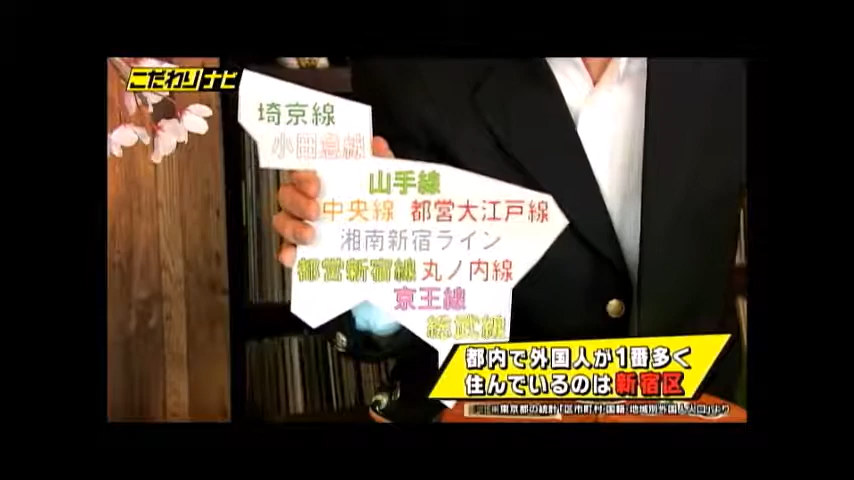 こだわりナビ
埼京線
小田急線
山手線
中央線 都営大江戸線
湘南新宿ライン
都営新宿線 丸ノ内線
京王線
総武線
都内で外国人が1番多く
住んでいるのは新宿区
※東京都の統計「区市町村・国籍・地域別外国人人口」より